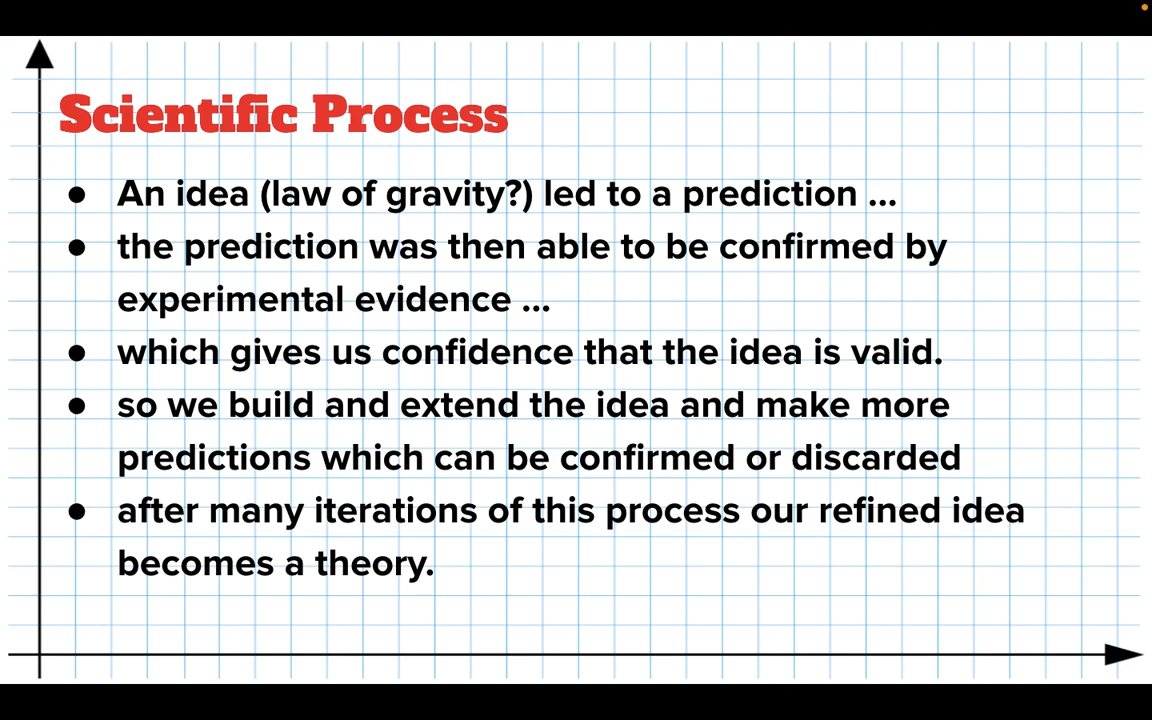 Scientific Process
● An idea (law of gravity?) led to a prediction ...
● the prediction was then able to be confirmed by
experimental evidence ...
● which gives us confidence that the idea is valid.
● so we build and extend the idea and make more
predictions which can be confirmed or discarded
● after many iterations of this process our refined idea
becomes a theory.